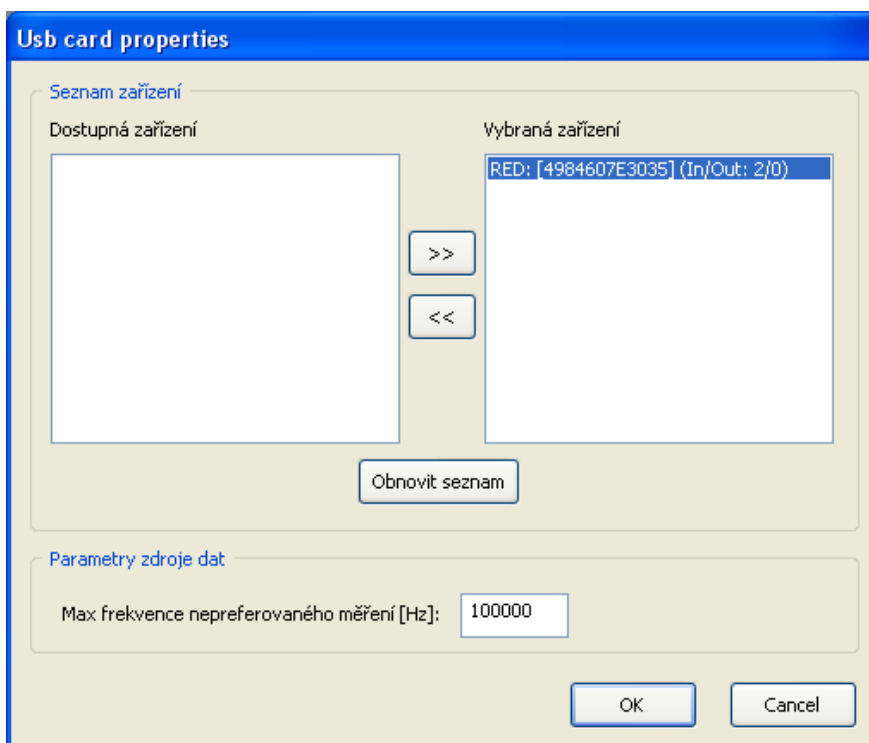 Usb card properties
Seznam zařízení
Dostupná zařízení
Vybraná zařízení
RED: [4984607E3035] (In/Out: 2/0)
>>
<<
Obnovit seznam
Parametry zdroje dat
Max frekvence nepreferovaného měření [Hz]: 100000
OK
Cancel